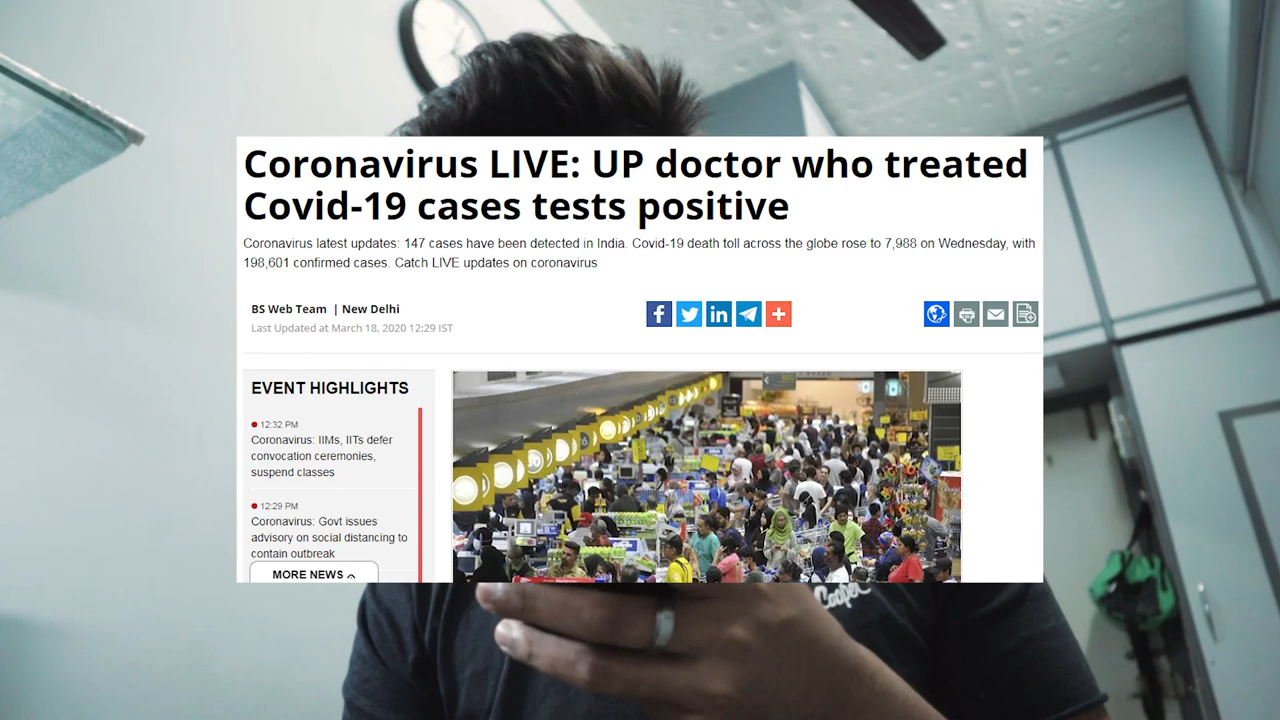 Coronavirus LIVE: UP doctor who treated
Covid-19 cases tests positive
Coronavirus latest updates: 147 cases have been detected in India. Covid-19 death toll across the globe rose to 7,988 on Wednesday, with
198,601 confirmed cases. Catch LIVE updates on coronavirus
BS Web Team | New Delhi
Last Updated at March 18, 2020 12:29 IST
EVENT HIGHLIGHTS
12:32 PM
Coronavirus: IIMs, IITs defer
convocation ceremonies,
suspend classes
12:29 PM
Coronavirus: Govt issues
advisory on social distancing to
contain outbreak
MORE NEWS
Cooper